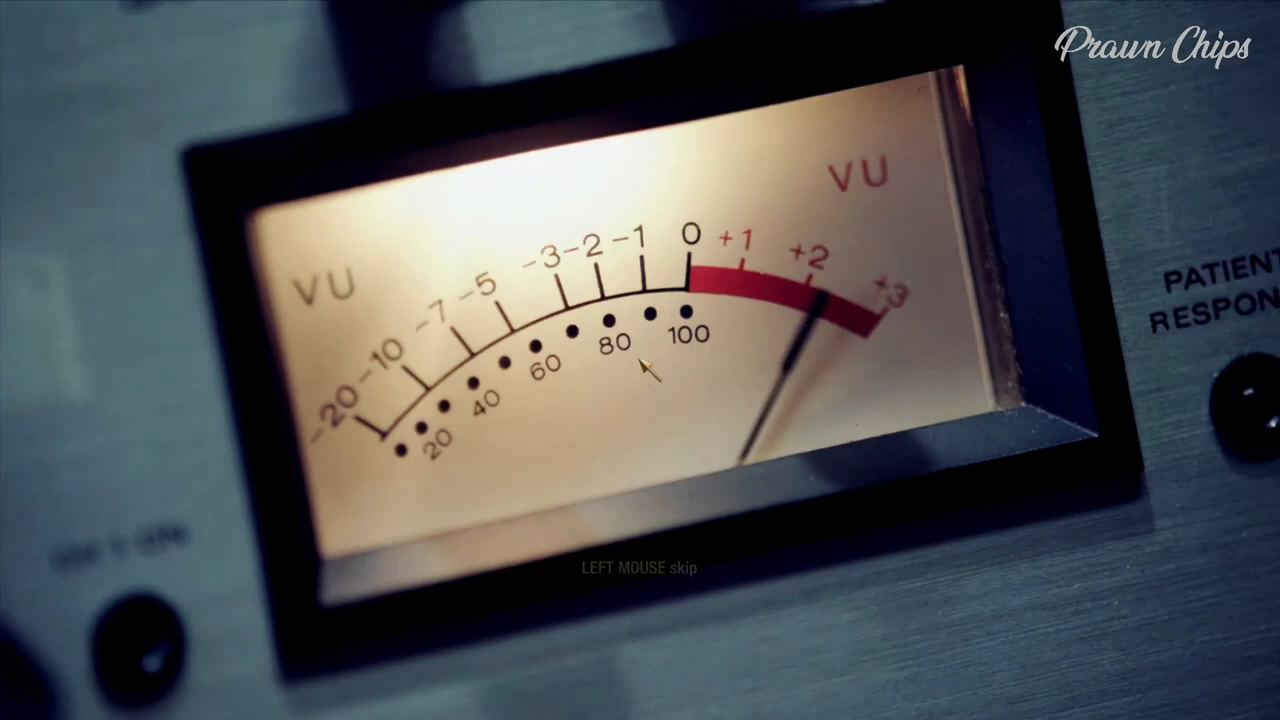 Prawn Chips
VU
VU
-20 -10 -7 -5 -3 -2 -1 0 +1 +2 +3
20 40 60 80 100
PATIENT
RESPON
LEFT MOUSE skip